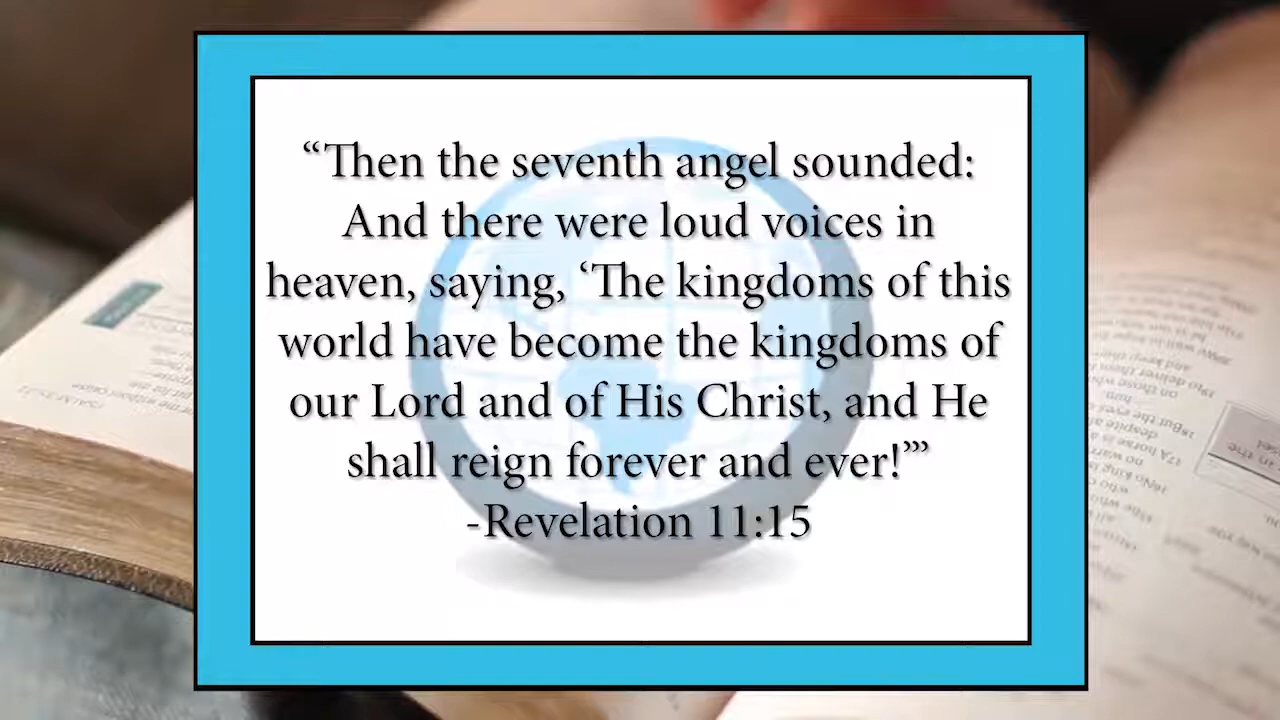 “Then the seventh angel sounded:
And there were loud voices in
heaven, saying, ‘The kingdoms of this
world have become the kingdoms of
our Lord and of His Christ, and He
shall reign forever and ever!’”
-Revelation 11:15